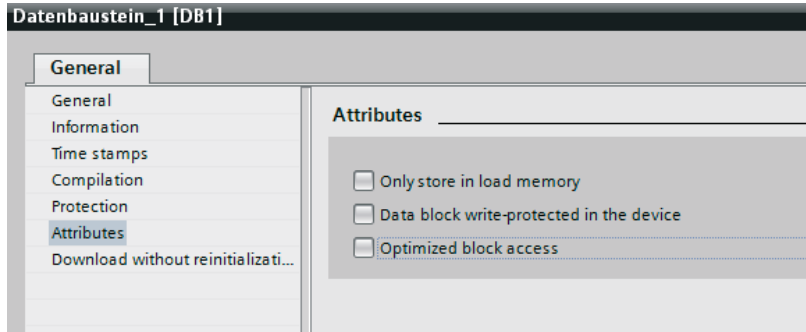 Datenbaustein_1 [DB1]
General
General
Information
Time stamps
Compilation
Protection
Attributes
Download without reinitializati...
Attributes
Only store in load memory
Data block write-protected in the device
Optimized block access